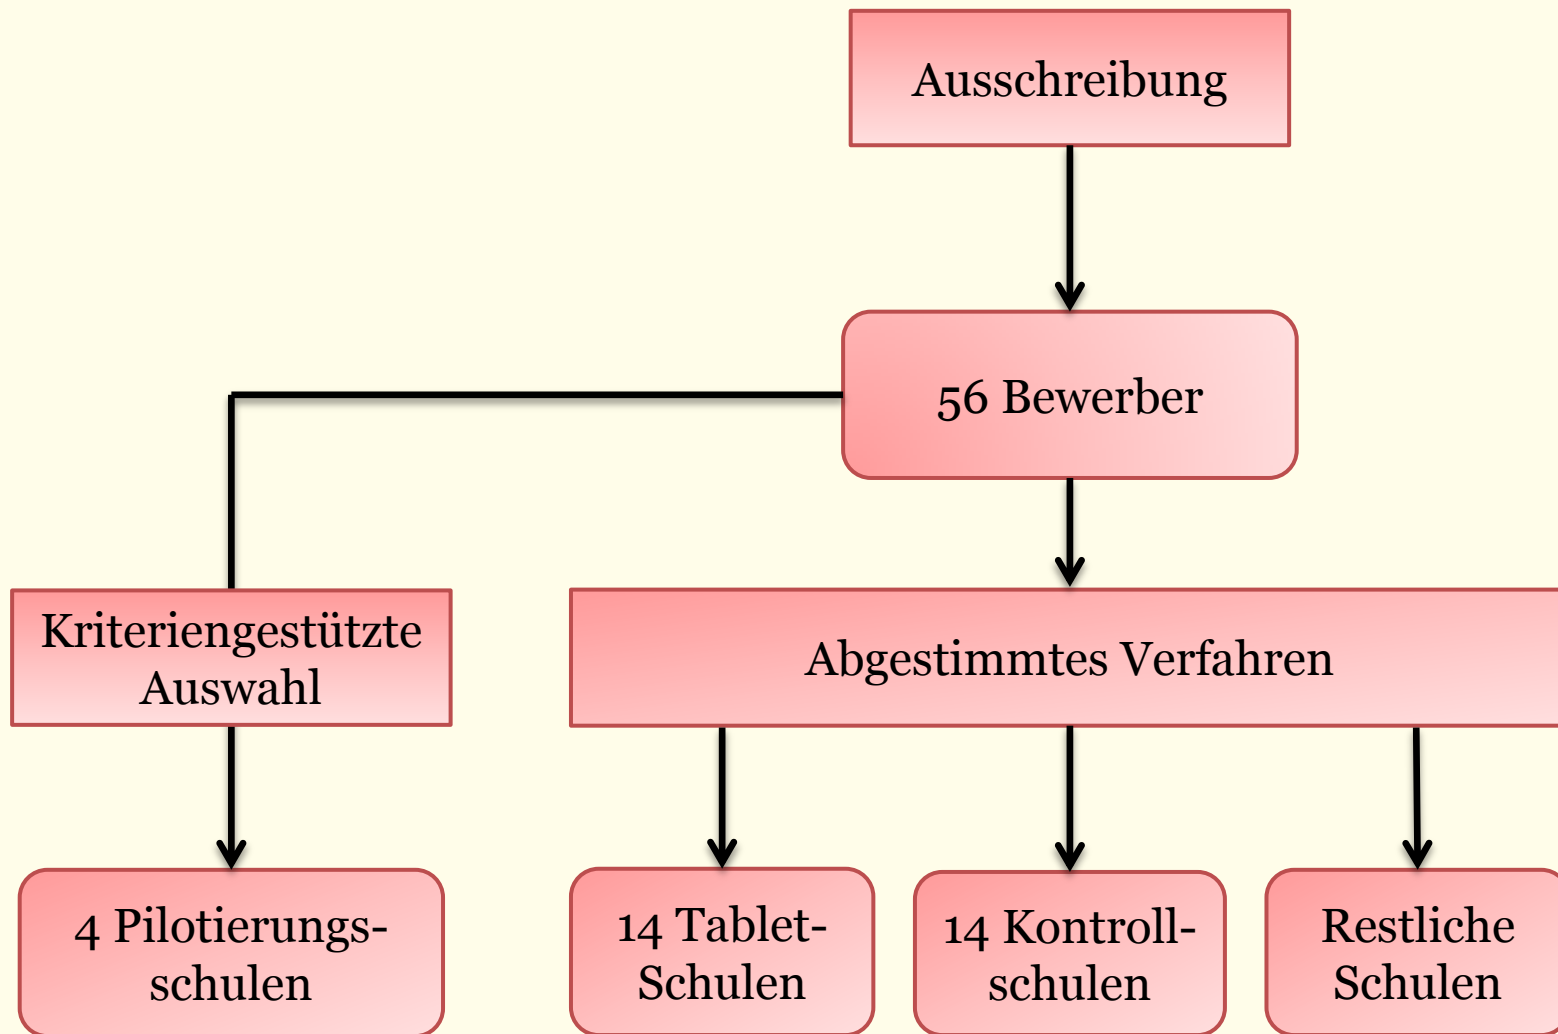 Ausschreibung
56 Bewerber
Kriteriengestützte
Auswahl
Abgestimmtes Verfahren
4 Pilotierungs-
schulen
14 Tablet-
Schulen
14 Kontroll-
schulen
Restliche
Schulen